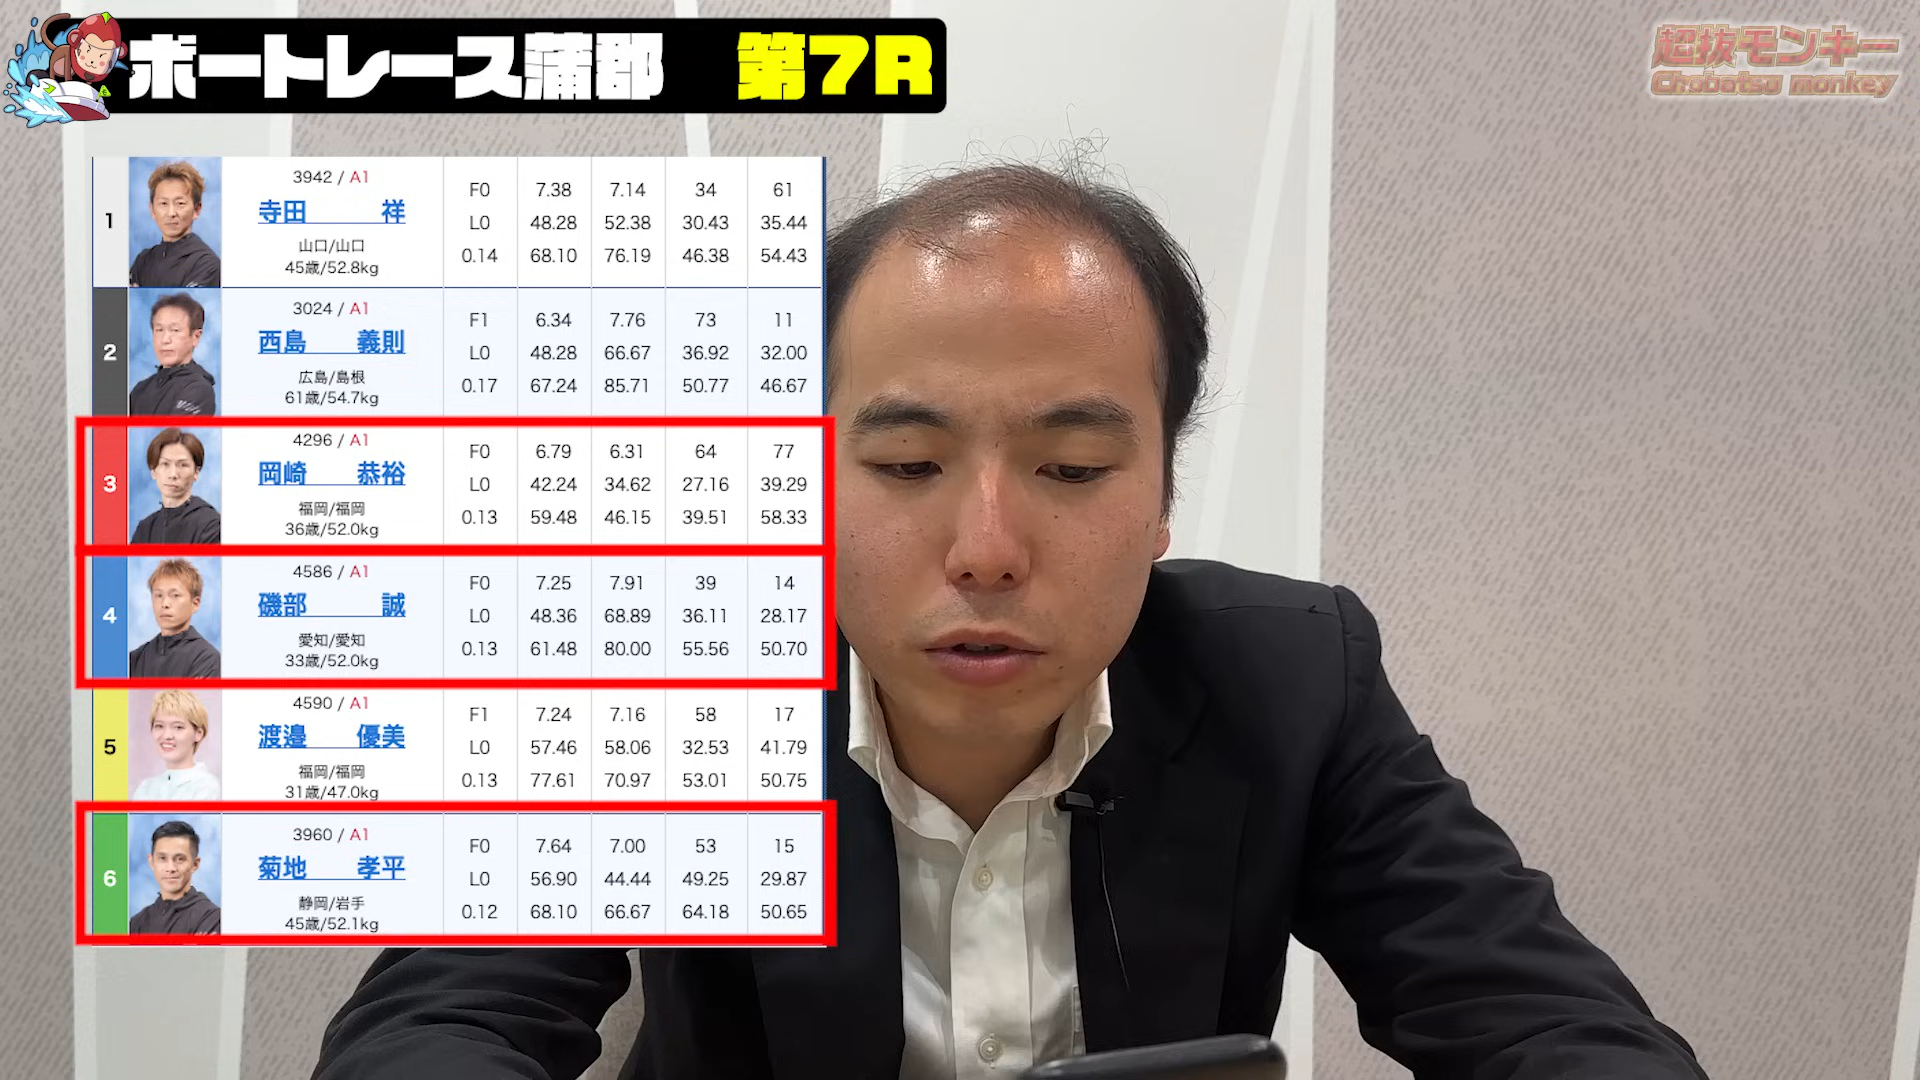 ボートレース蒲郡 第7R
超抜モンキー
Chobatsu monkey
1
3942 / A1
寺田 祥
山口/山口
45歳/52.8kg
F0 7.38 7.14 34 61
L0 48.28 52.38 30.43 35.44
0.14 68.10 76.19 46.38 54.43
2
3024 / A1
西島 義則
広島/島根
61歳/54.7kg
F1 6.34 7.76 73 11
L0 48.28 66.67 36.92 32.00
0.17 67.24 85.71 50.77 46.67
3
4296 / A1
岡崎 恭裕
福岡/福岡
36歳/52.0kg
F0 6.79 6.31 64 77
L0 42.24 34.62 27.16 39.29
0.13 59.48 46.15 39.51 58.33
4
4586 / A1
磯部 誠
愛知/愛知
33歳/52.0kg
F0 7.25 7.91 39 14
L0 48.36 68.89 36.11 28.17
0.13 61.48 80.00 55.56 50.70
5
4590 / A1
渡邉 優美
福岡/福岡
31歳/47.0kg
F1 7.24 7.16 58 17
L0 57.46 58.06 32.53 41.79
0.13 77.61 70.97 53.01 50.75
6
3960 / A1
菊地 孝平
静岡/岩手
45歳/52.1kg
F0 7.64 7.00 53 15
L0 56.90 44.44 49.25 29.87
0.12 68.10 66.67 64.18 50.65